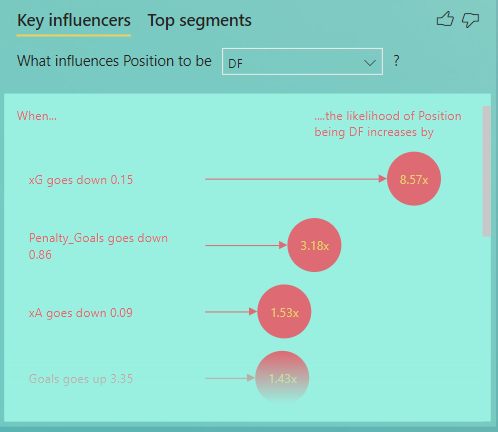 Key influencers Top segments
What influences Position to be DF ?
When...
....the likelihood of Position
being DF increases by
xG goes down 0.15
8.57x
Penalty_Goals goes down
0.86
3.18x
xA goes down 0.09
1.53x
Goals goes up 3.35
1.43x